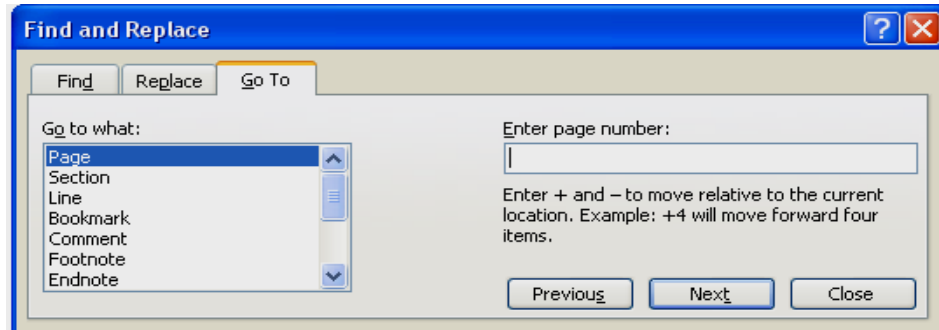 Find and Replace
Find Replace Go To
Go to what:
Page
Section
Line
Bookmark
Comment
Footnote
Endnote
Enter page number:
Enter + and – to move relative to the current
location. Example: +4 will move forward four
items.
Previous Next Close